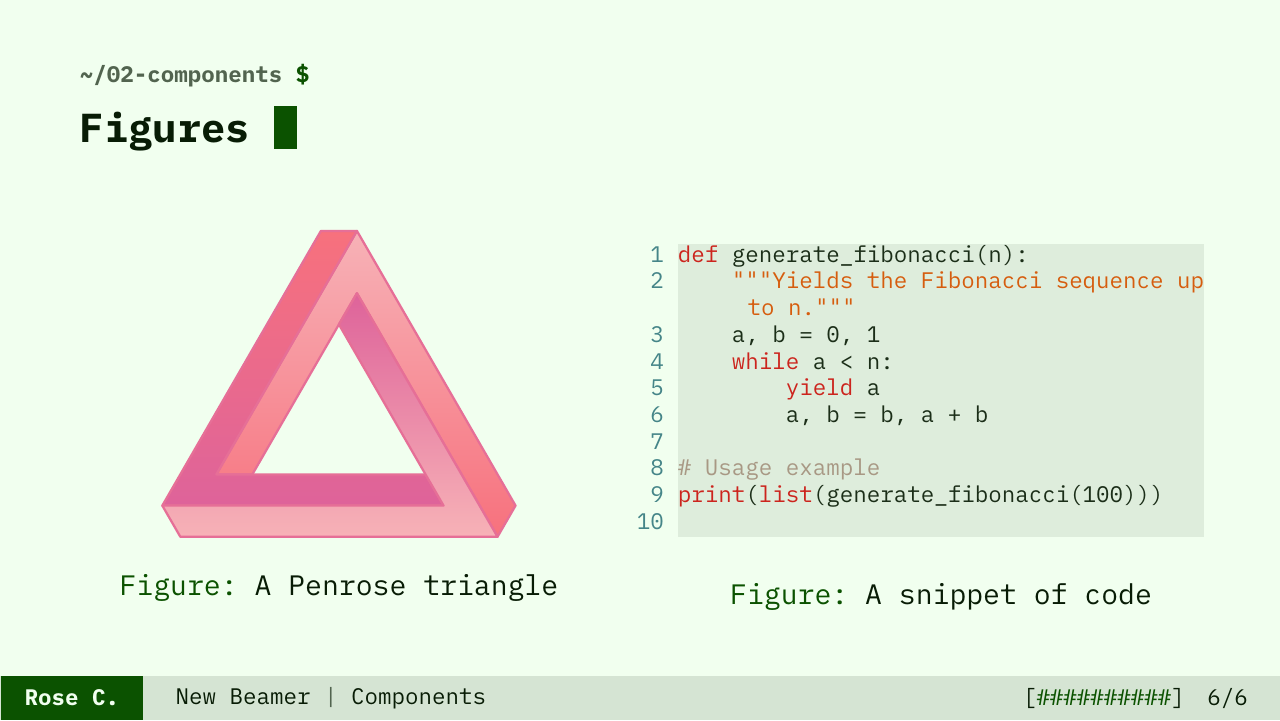 ~/02-components $
Figures
Figure: A Penrose triangle
1 def generate_fibonacci(n):
2     """Yields the Fibonacci sequence up
      to n."""
3     a, b = 0, 1
4     while a < n:
5         yield a
6         a, b = b, a + b
7
8 # Usage example
9 print(list(generate_fibonacci(100)))
10
Figure: A snippet of code
Rose C. New Beamer | Components [##########] 6/6